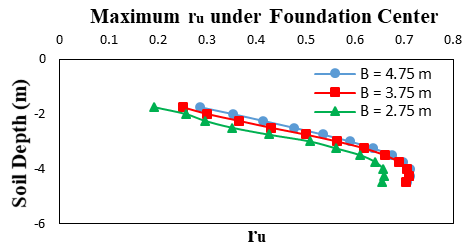 Maximum ru under Foundation Center
0 0.1 0.2 0.3 0.4 0.5 0.6 0.7 0.8
0
-2
-4
-6
Soil Depth (m)
B = 4.75 m
B = 3.75 m
B = 2.75 m
ru